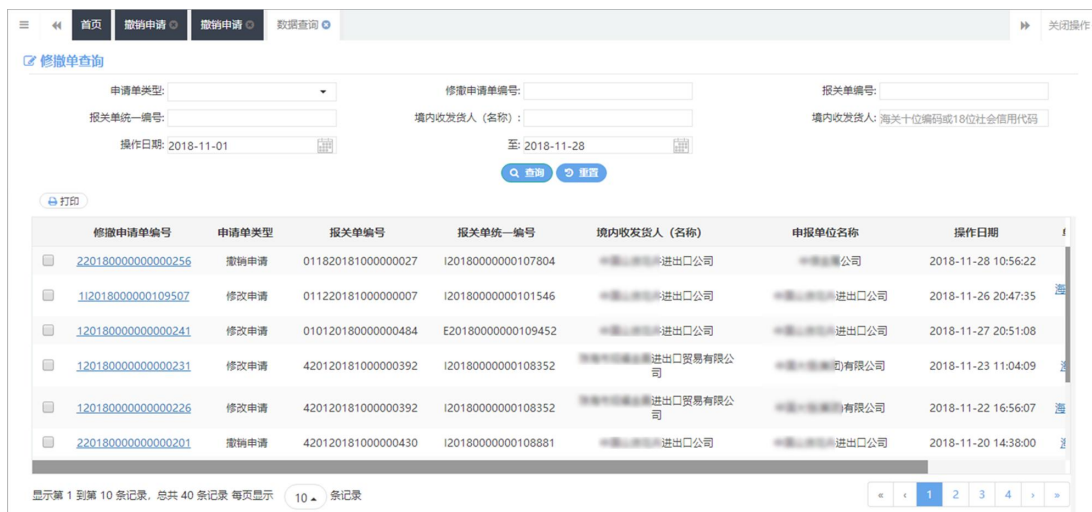 首页 撤销申请 撤销申请 数据查询 关闭操作
修撤单查询
申请单类型: 修撤申请单编号: 报关单编号:
报关单统一编号: 境内收发货人（名称）: 境内收发货人: 海关十位编码或18位社会信用代码
操作日期: 2018-11-01 至: 2018-11-28
查询 重置
打印
修撤申请单编号 申请单类型 报关单编号 报关单统一编号 境内收发货人（名称） 申报单位名称 操作日期
220180000000000256 撤销申请 011820181000000027 I20180000000107804 进出口公司 公司 2018-11-28 10:56:22
1I2018000000109507 修改申请 011220181000000007 I20180000000101546 进出口公司 进出口公司 2018-11-26 20:47:35 海
120180000000000241 修改申请 010120180000000484 E20180000000109452 进出口公司 进出口公司 2018-11-27 20:51:08
120180000000000231 修改申请 420120181000000392 I20180000000108352 进出口贸易有限公 团)有限公司 2018-11-23 11:04:09
司
120180000000000226 修改申请 420120181000000392 I20180000000108352 进出口贸易有限公 )有限公司 2018-11-22 16:56:07 海
司
220180000000000201 撤销申请 420120181000000430 I20180000000108881 进出口公司 进出口公司 2018-11-20 14:38:00
显示第 1 到第 10 条记录，总共 40 条记录 每页显示 10 条记录 « ‹ 1 2 3 4 › »